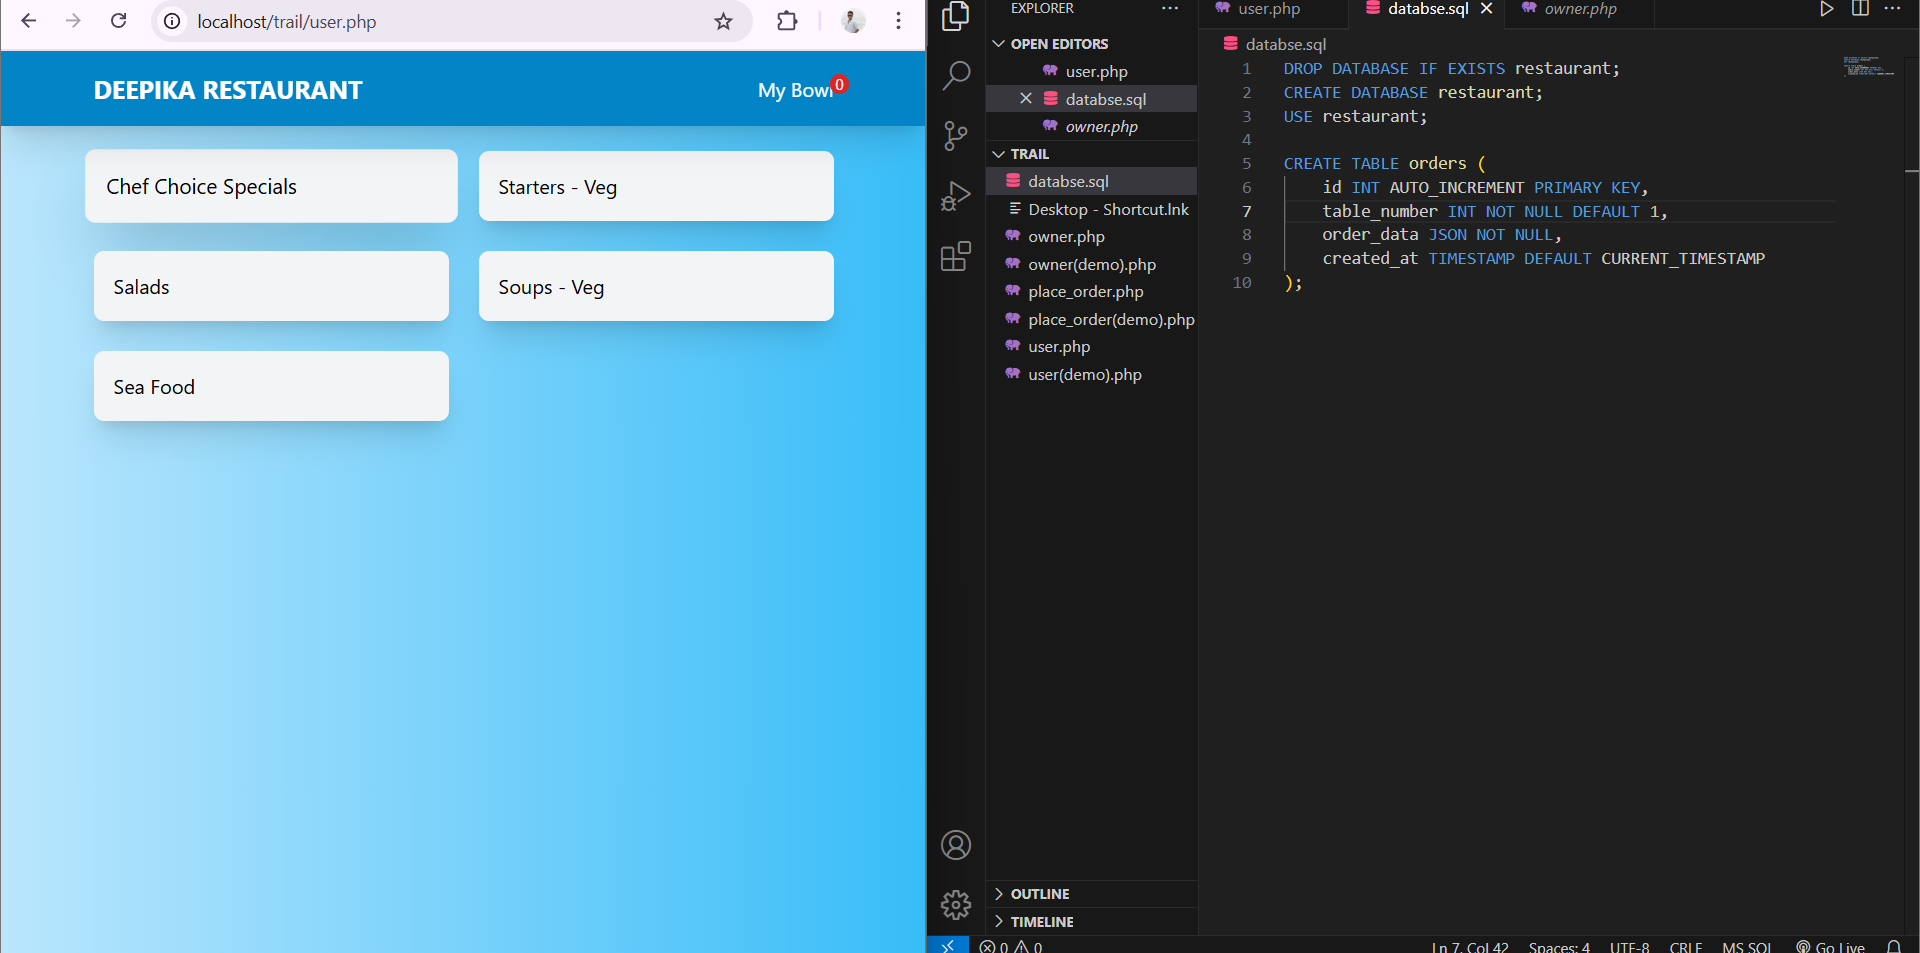 localhost/trail/user.php
DEEPIKA RESTAURANT
My Bowl
0
Chef Choice Specials
Starters - Veg
Salads
Soups - Veg
Sea Food
EXPLORER
OPEN EDITORS
user.php
databse.sql
owner.php
TRAIL
databse.sql
Desktop - Shortcut.lnk
owner.php
owner(demo).php
place_order.php
place_order(demo).php
user.php
user(demo).php
OUTLINE
TIMELINE
user.php
databse.sql
owner.php
databse.sql
1 DROP DATABASE IF EXISTS restaurant;
2 CREATE DATABASE restaurant;
3 USE restaurant;
4
5 CREATE TABLE orders (
6 id INT AUTO_INCREMENT PRIMARY KEY,
7 table_number INT NOT NULL DEFAULT 1,
8 order_data JSON NOT NULL,
9 created_at TIMESTAMP DEFAULT CURRENT_TIMESTAMP
10 );
0 0
Ln 7, Col 42 Spaces: 4 UTF-8 CRLF MS SQL Go Live